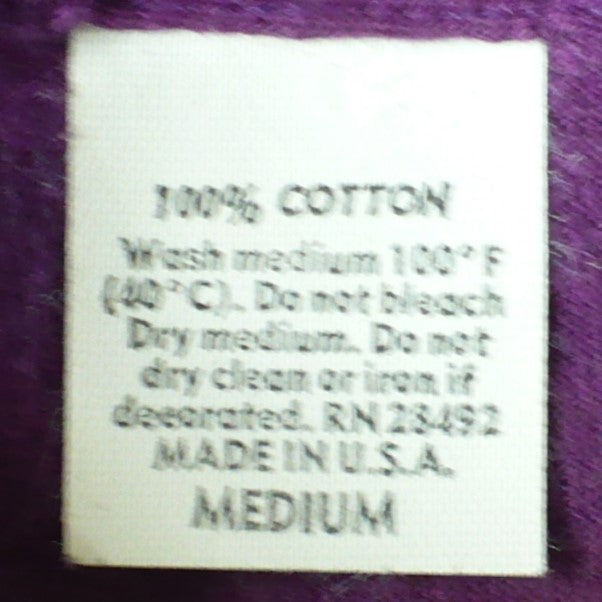 100% COTTON
Wash medium 100°F
(40°C). Do not bleach
Dry medium. Do not
dry clean or iron if
decorated. RN 28492
MADE IN U.S.A.
MEDIUM